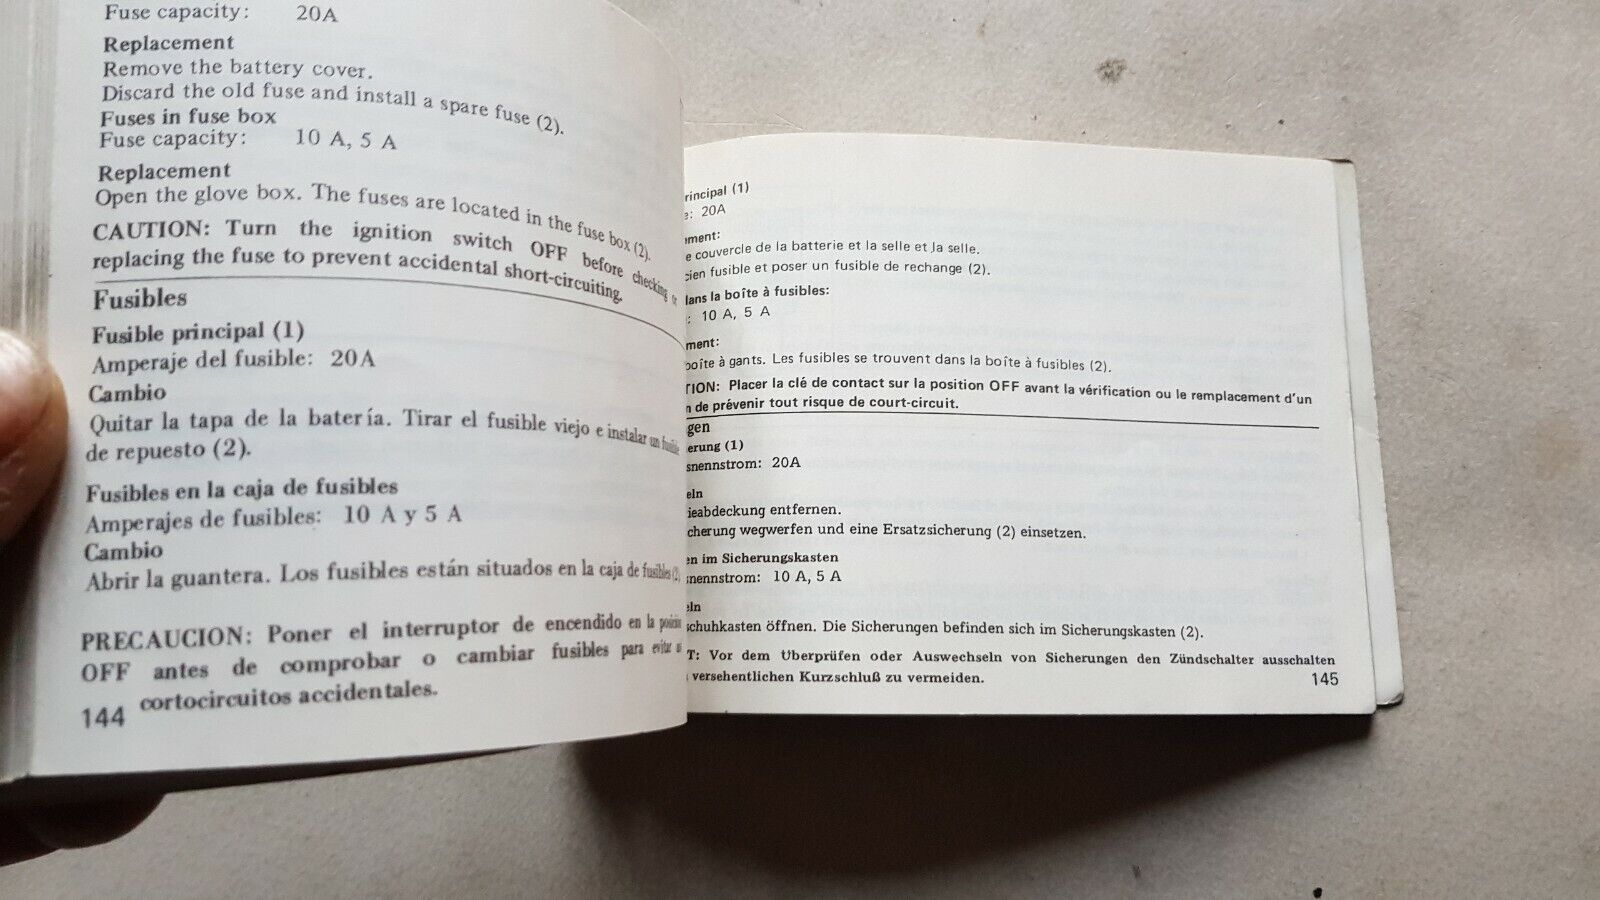 Fuse capacity: 20A
Replacement
Remove the battery cover.
Discard the old fuse and install a spare fuse (2).
Fuses in fuse box
Fuse capacity: 10 A, 5 A
Replacement
Open the glove box. The fuses are located in the fuse box (2).
CAUTION: Turn the ignition switch OFF before checking or
replacing the fuse to prevent accidental short-circuiting.
Fusibles
Fusible principal (1)
Amperaje del fusible: 20A
Cambio
Quitar la tapa de la batería. Tirar el fusible viejo e instalar un fusible
de repuesto (2).
Fusibles en la caja de fusibles
Amperajes de fusibles: 10 A y 5 A
Cambio
Abrir la guantera. Los fusibles están situados en la caja de fusibles (2)
PRECAUCION: Poner el interruptor de encendido en la posición
OFF antes de comprobar o cambiar fusibles para evitar
cortocircuitos accidentales.
144
rincipal (1)
e: 20A
ement:
e couvercle de la batterie et la selle et la selle.
cien fusible et poser un fusible de rechange (2).
dans la boîte à fusibles:
: 10 A, 5 A
ment:
boîte à gants. Les fusibles se trouvent dans la boîte à fusibles (2).
TION: Placer la clé de contact sur la position OFF avant la vérification ou le remplacement d'un
n de prévenir tout risque de court-circuit.
gen
erung (1)
snennstrom: 20A
eln
ieabdeckung entfernen.
cherung wegwerfen und eine Ersatzsicherung (2) einsetzen.
en im Sicherungskasten
snennstrom: 10 A, 5 A
eln
schuhkasten öffnen. Die Sicherungen befinden sich im Sicherungskasten (2).
T: Vor dem Überprüfen oder Auswechseln von Sicherungen den Zündschalter ausschalten
versehentlichen Kurzschluß zu vermeiden.
145